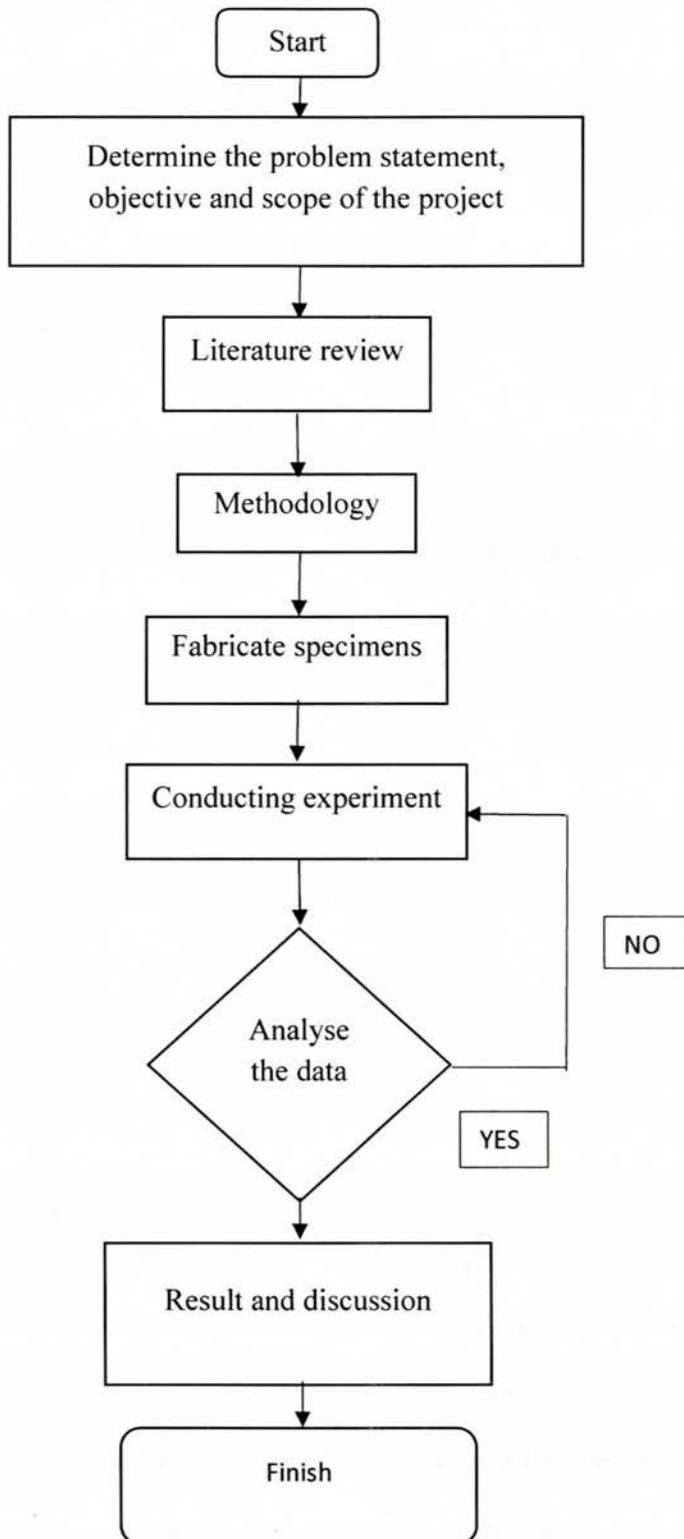 Start
Determine the problem statement,
objective and scope of the project
Literature review
Methodology
Fabricate specimens
Conducting experiment
NO
Analyse
the data
YES
Result and discussion
Finish